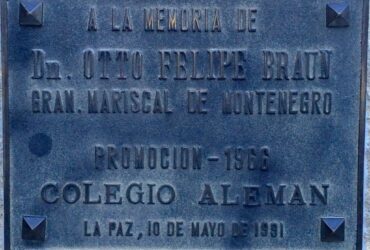 A LA MEMORIA DE
Dn. OTTO FELIPE BRAUN
GRAN. MARISCAL DE MONTENEGRO
PROMOCION - 1966
COLEGIO ALEMAN
LA PAZ, 10 DE MAYO DE 1991